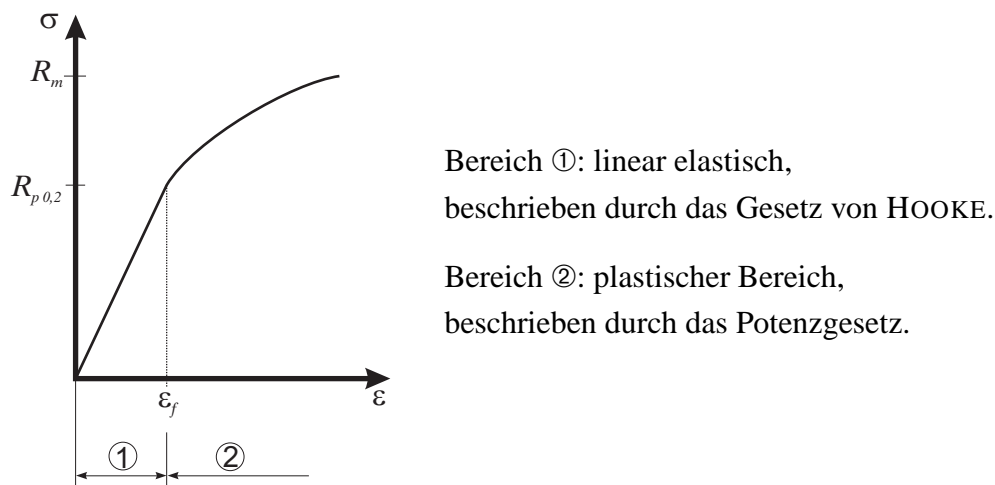 σ
R_m
R_{p 0,2}
ε_f
ε
① ②
Bereich ①: linear elastisch,
beschrieben durch das Gesetz von HOOKE.
Bereich ②: plastischer Bereich,
beschrieben durch das Potenzgesetz.